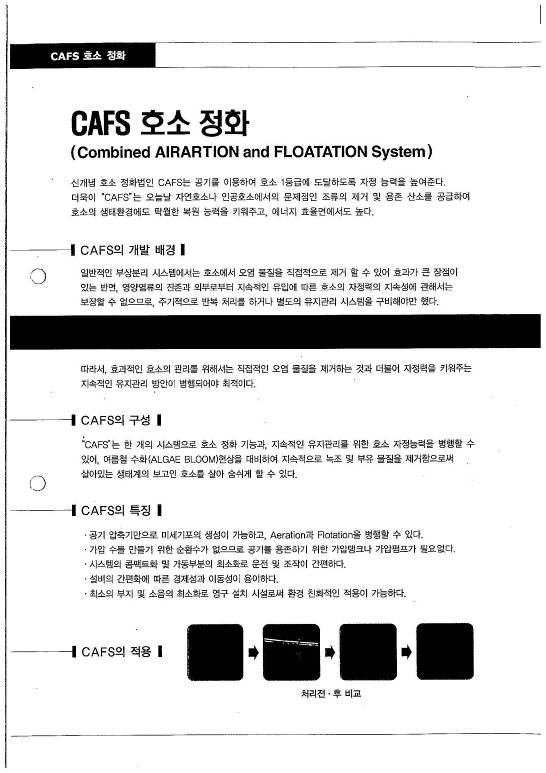 CAFS 호소 정화
CAFS 호소 정화
(Combined AIRARTION and FLOATATION System)
신개념 호소 정화법인 CAFS는 공기를 이용하여 호소 1등급에 도달하도록 자정 능력을 높여준다.
더욱이 "CAFS"는 오늘날 자연호소나 인공호소에서의 문제점인 조류의 제거 및 용존 산소를 공급하여
호소의 생태환경에도 탁월한 복원 능력을 키워주고, 에너지 효율면에서도 높다.
CAFS의 개발 배경
일반적인 부상분리 시스템에서는 호소에서 오염 물질을 직접적으로 제거 할 수 있어 효과가 큰 장점이
있는 반면, 영양염류의 잔존과 외부로부터 지속적인 유입에 따른 호소의 자정력의 지속성에 관해서는
보장할 수 없으므로, 주기적으로 반복 처리를 하거나 별도의 유지관리 시스템을 구비해야만 했다.
따라서, 효과적인 호소의 관리를 위해서는 직접적인 오염 물질을 제거하는 것과 더불어 자정력을 키워주는
지속적인 유지관리 방안이 병행되어야 최적이다.
CAFS의 구성
"CAFS"는 한 개의 시스템으로 호소 정화 기능과, 지속적인 유지관리를 위한 호소 자정능력을 병행할 수
있어, 여름철 수화(ALGAE BLOOM)현상을 대비하여 지속적으로 녹조 및 부유 물질을 제거함으로써
살아있는 생태계의 보고인 호소를 살아 숨쉬게 할 수 있다.
CAFS의 특징
· 공기 압축기만으로 미세기포의 생성이 가능하고, Aeration과 Flotation을 병행할 수 있다.
· 가압 수를 만들기 위한 순환수가 없으므로 공기를 용존하기 위한 가압탱크나 가압펌프가 필요없다.
· 시스템의 콤팩트화 및 가동부분의 최소화로 운전 및 조작이 간편하다.
· 설비의 간편화에 따른 경제성과 이동성이 용이하다.
· 최소의 부지 및 소음의 최소화로 영구 설치 시설로써 환경 친화적인 적용이 가능하다.
CAFS의 적용
처리전 · 후 비교